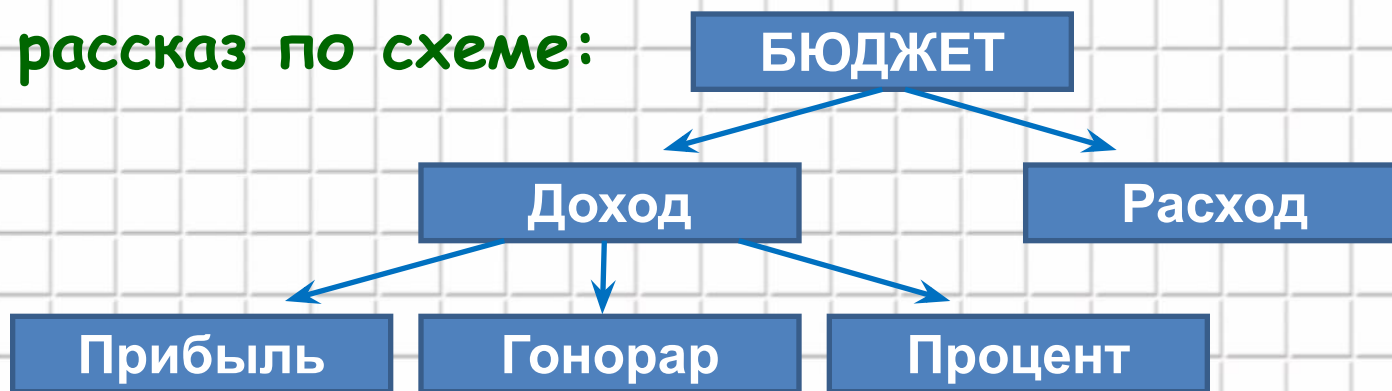 рассказ по схеме:
БЮДЖЕТ
Доход
Расход
Прибыль
Гонорар
Процент